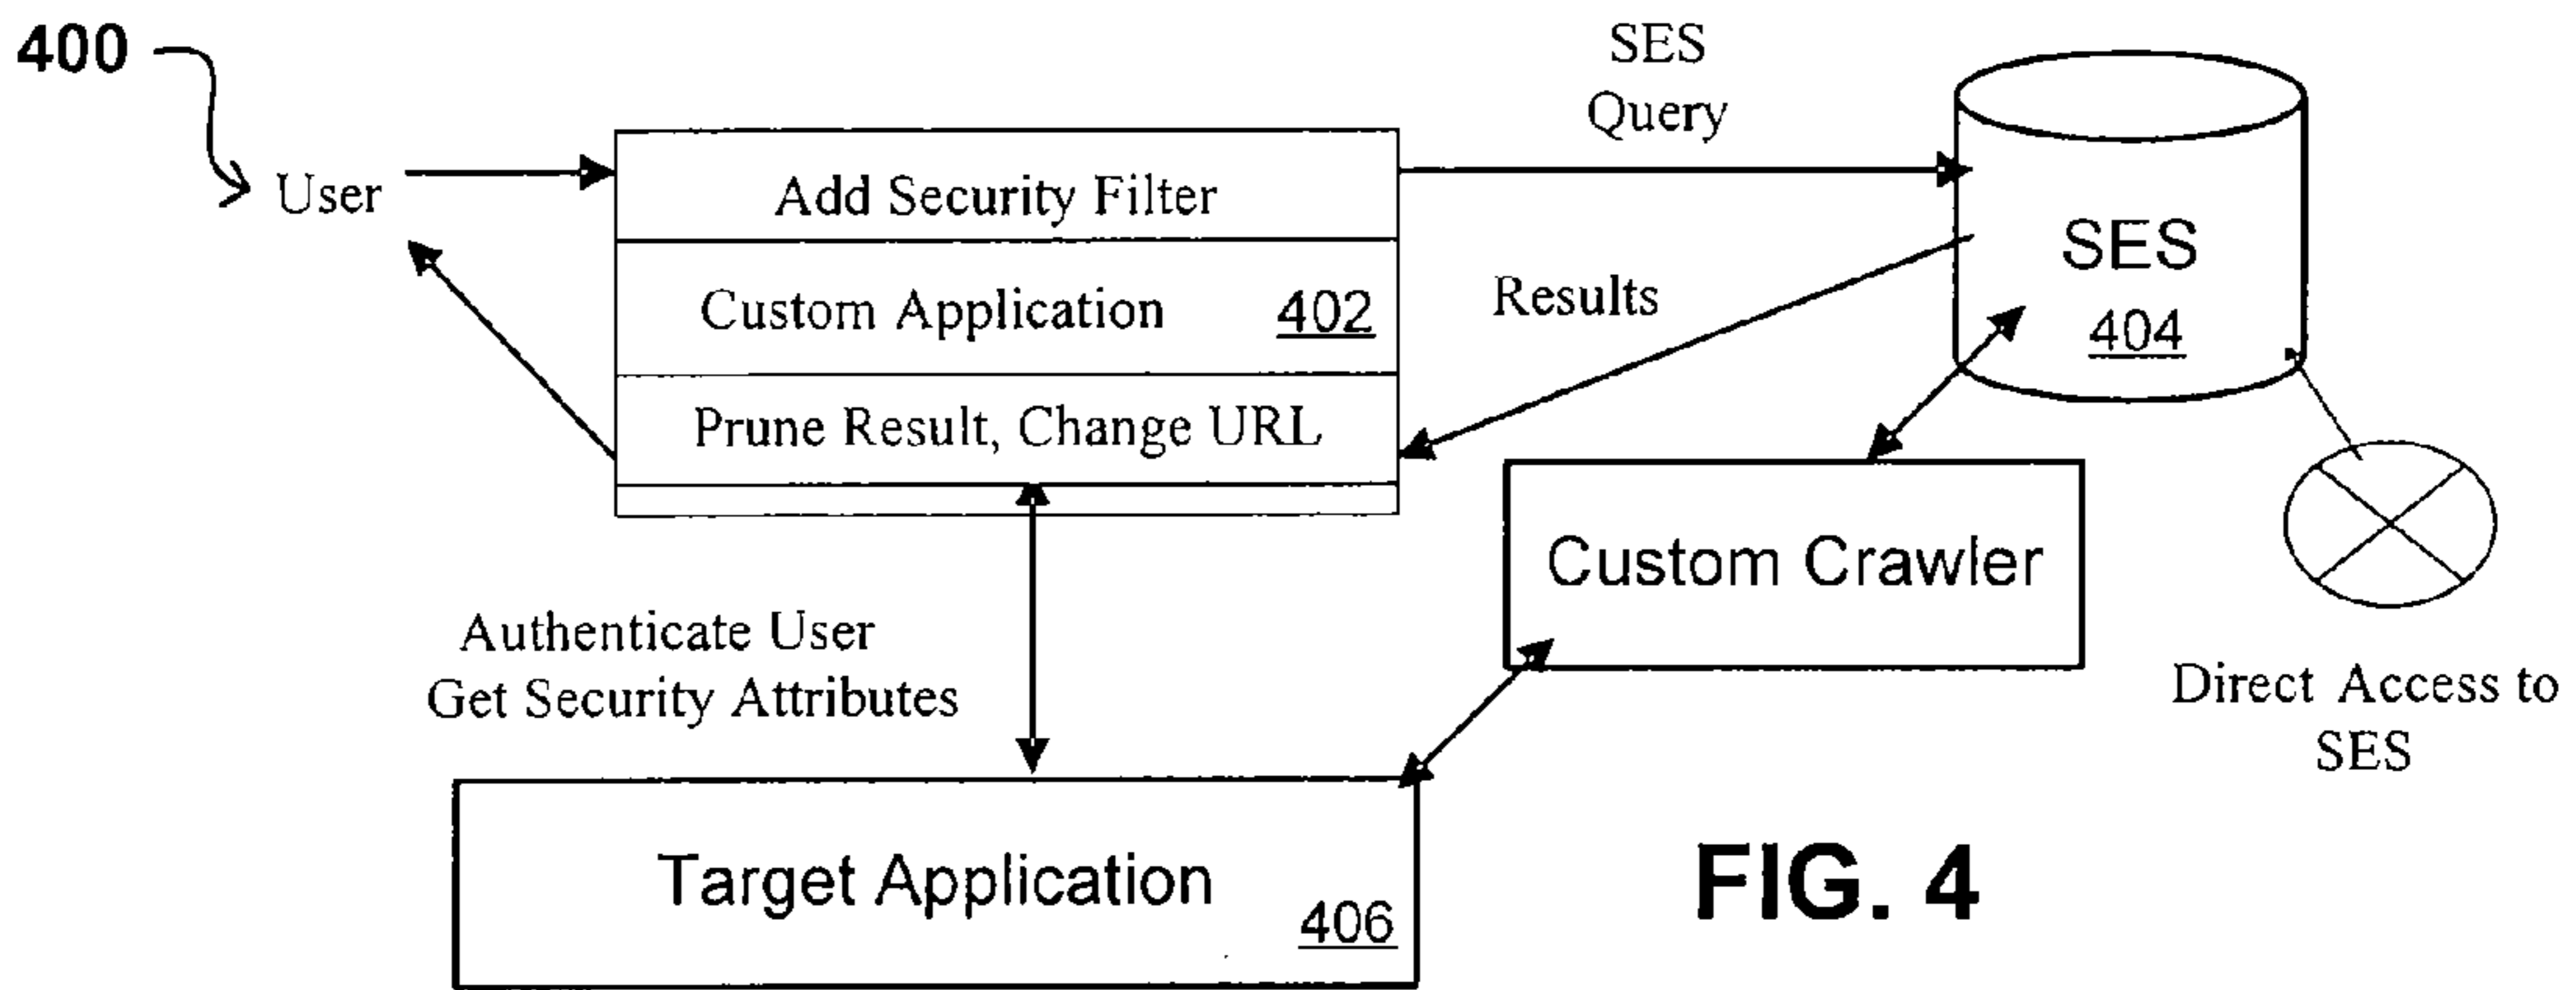 400
User
Add Security Filter
Custom Application 402
Prune Result, Change URL
SES
Query
Results
SES
404
Custom Crawler
Direct Access to
SES
Authenticate User
Get Security Attributes
Target Application
406
FIG. 4